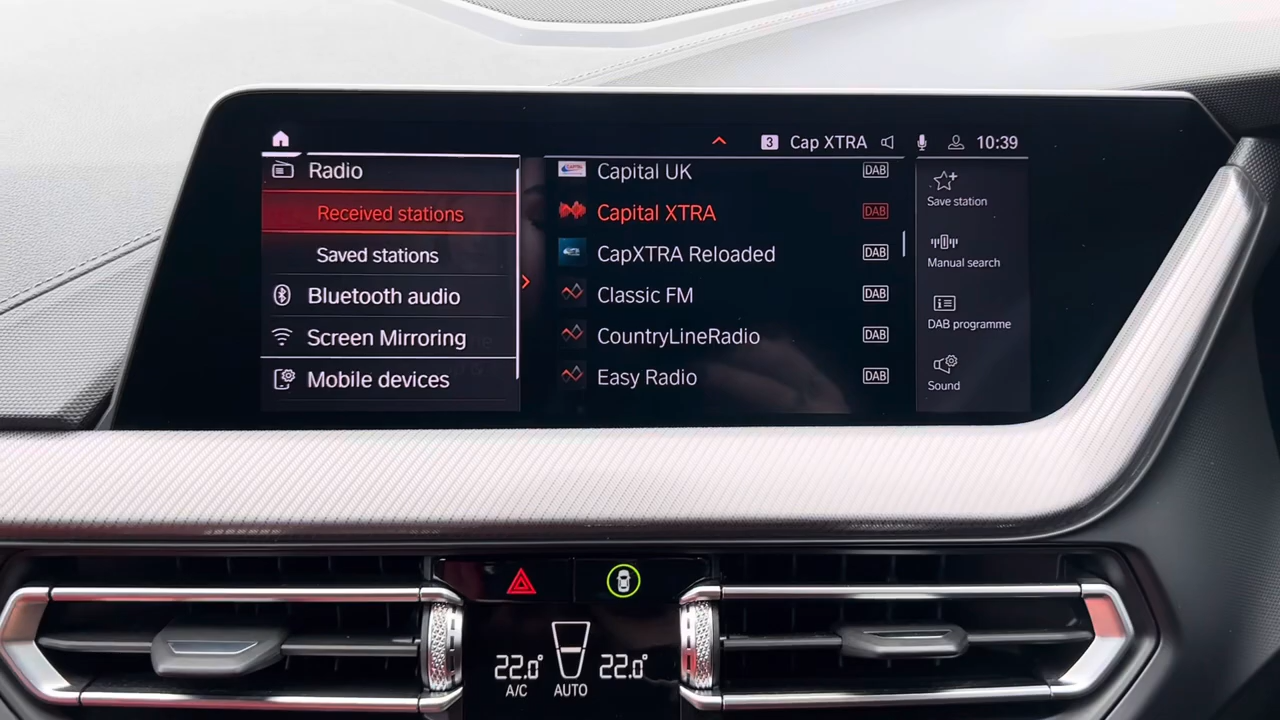 3 Cap XTRA 10:39
Radio
Received stations
Saved stations
Bluetooth audio
Screen Mirroring
Mobile devices
Capital UK DAB
Capital XTRA DAB
CapXTRA Reloaded DAB
Classic FM DAB
CountryLineRadio DAB
Easy Radio DAB
Save station
Manual search
DAB programme
Sound
22.0° 22.0°
A/C AUTO